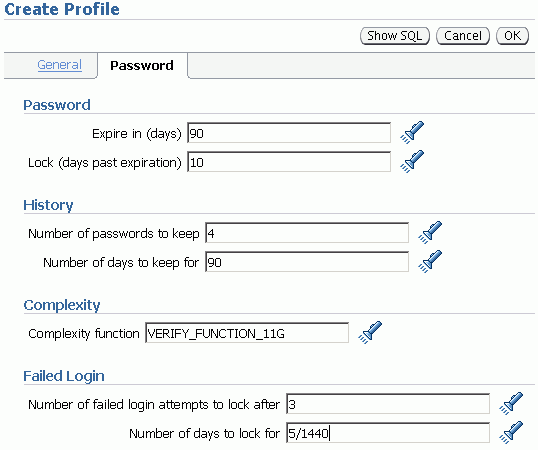 Create Profile
Show SQL Cancel OK
General Password
Password
Expire in (days) 90
Lock (days past expiration) 10
History
Number of passwords to keep 4
Number of days to keep for 90
Complexity
Complexity function VERIFY_FUNCTION_11G
Failed Login
Number of failed login attempts to lock after 3
Number of days to lock for 5/1440